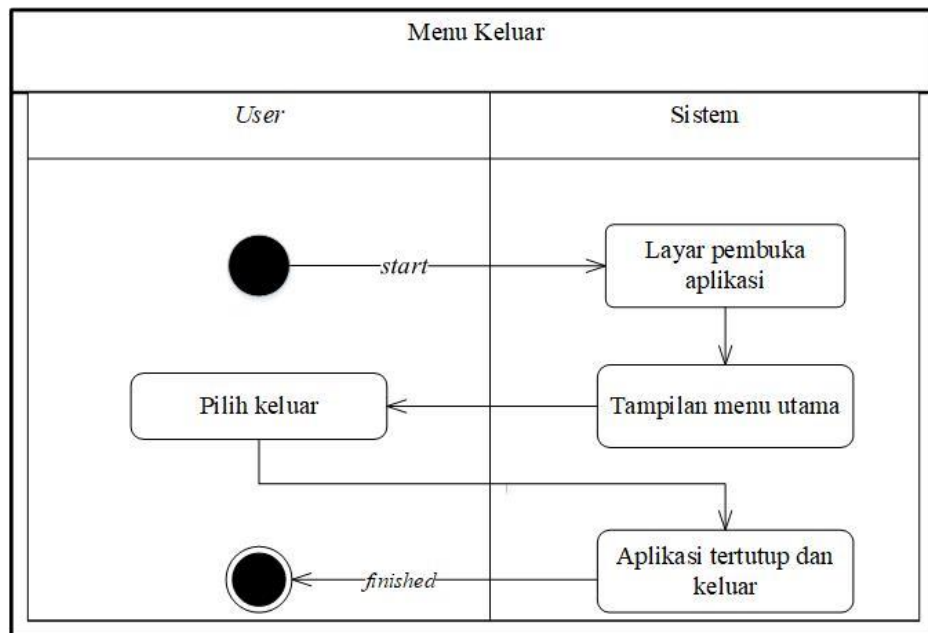 Menu Keluar
User
Sistem
start
Layar pembuka
aplikasi
Pilih keluar
Tampilan menu utama
Aplikasi tertutup dan
keluar
finished